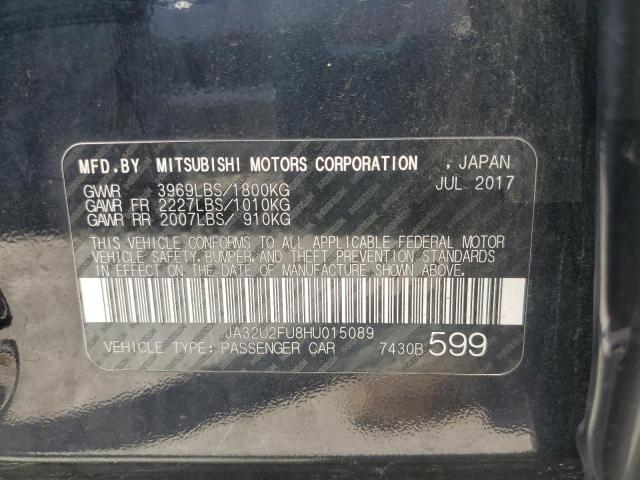 MFD. BY MITSUBISHI MOTORS CORPORATION , JAPAN
JUL 2017
GVWR 3969LBS/1800KG
GAWR FR 2227LBS/1010KG
GAWR RR 2007LBS/ 910KG
THIS VEHICLE CONFORMS TO ALL APPLICABLE FEDERAL MOTOR
VEHICLE SAFETY, BUMPER, AND THEFT PREVENTION STANDARDS
IN EFFECT ON THE DATE OF MANUFACTURE SHOWN ABOVE.
JA32U2FU8HU015089
VEHICLE TYPE: PASSENGER CAR 7430B 599